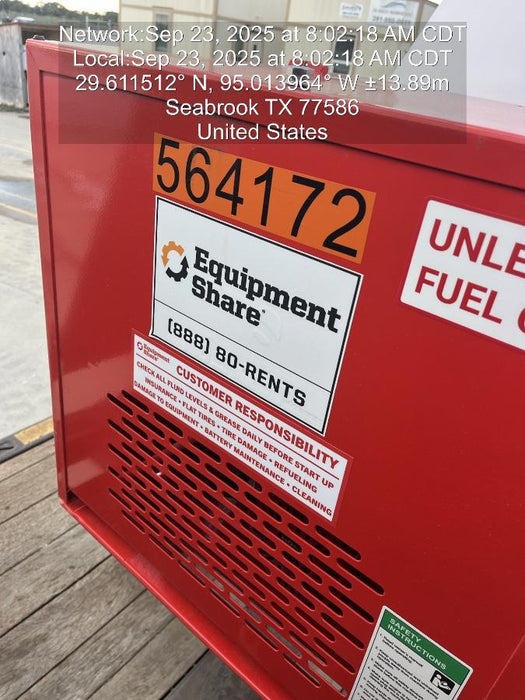 Network:Sep 23, 2025 at 8:02:18 AM CDT
Local:Sep 23, 2025 at 8:02:18 AM CDT
29.611512° N, 95.013964° W ±13.89m
Seabrook TX 77586
United States
564172
Equipment
Share
(888) 80-RENTS
UNLE
FUEL
Equipment
Share
CUSTOMER RESPONSIBILITY
CHECK ALL FLUID LEVELS & GREASE DAILY BEFORE START UP
INSURANCE • FLAT TIRES • TIRE DAMAGE • REFUELING
DAMAGE TO EQUIPMENT • BATTERY MAINTENANCE • CLEANING
SAFETY
INSTRUCTIONS